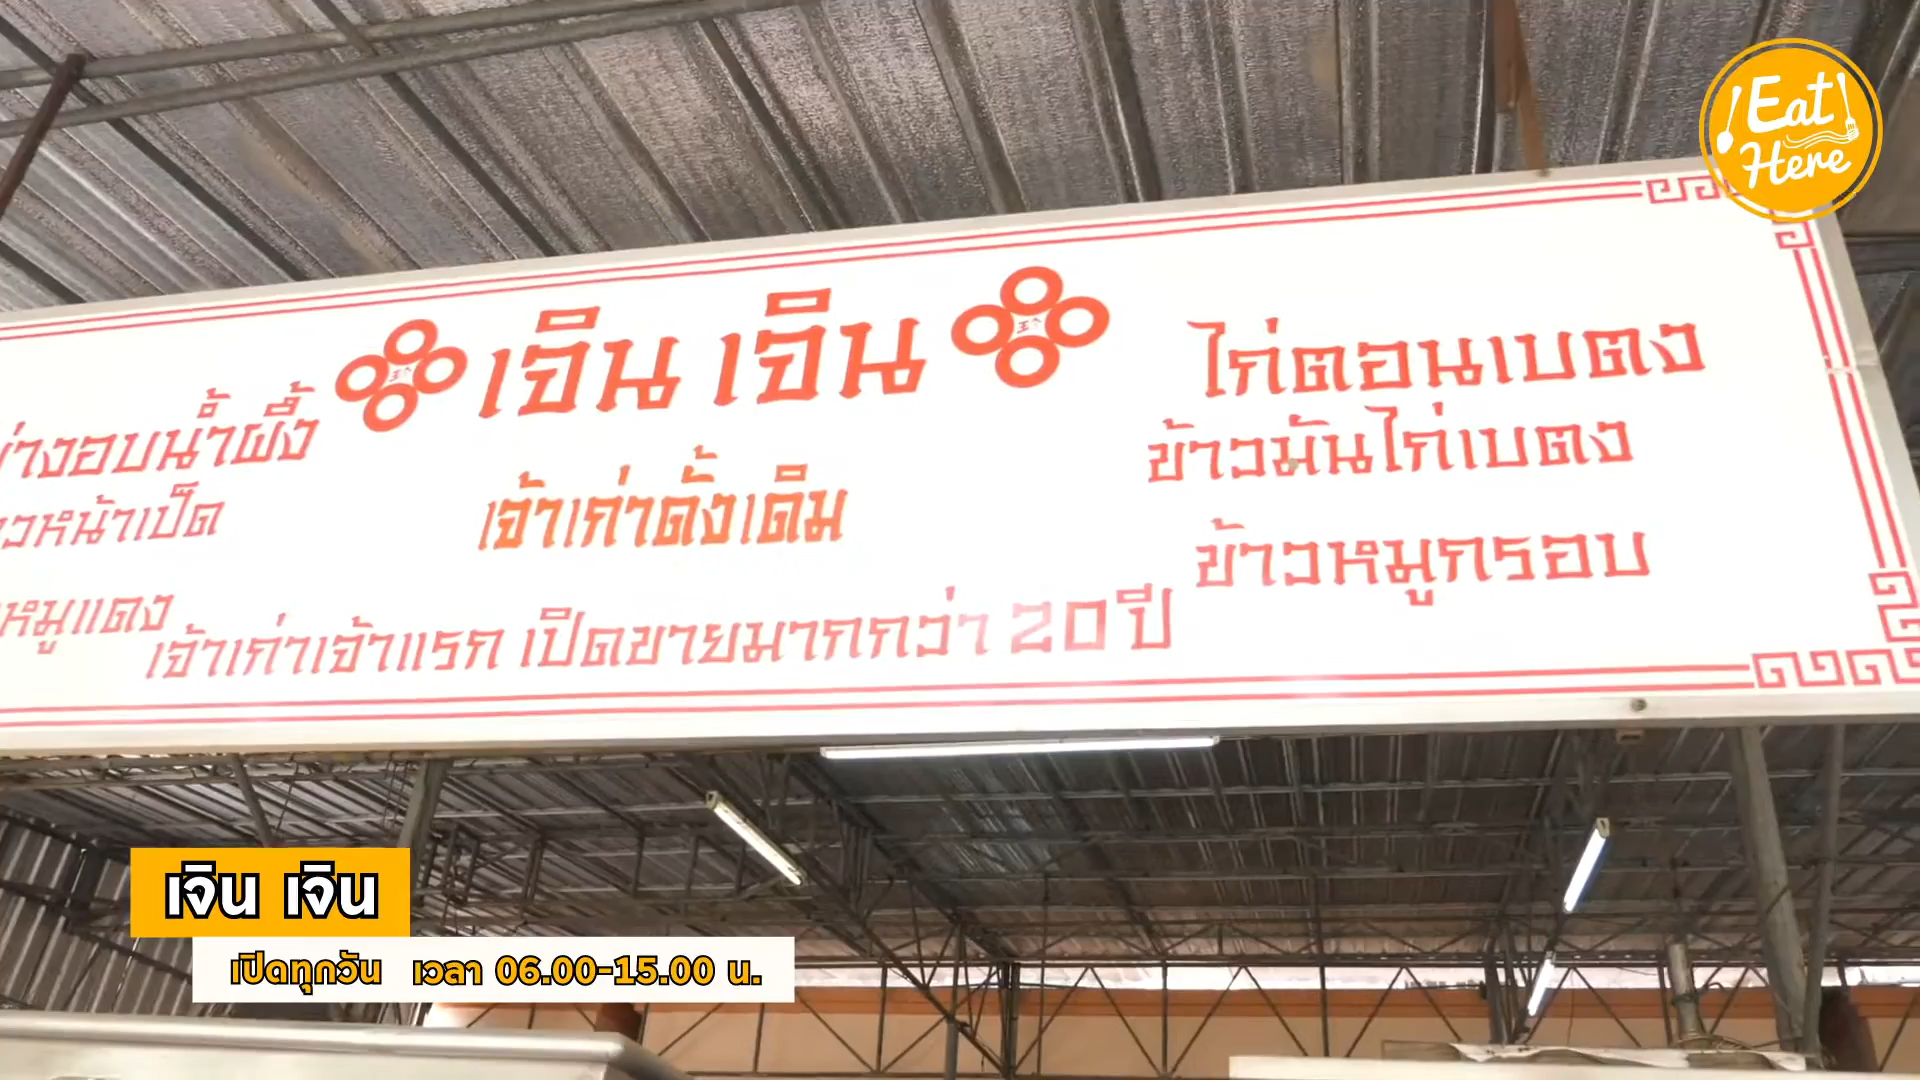 Eat
Here
เจิน เจิน
ไก่ตอนเบตง
ย่างอบน้ำผึ้ง
ข้าวมันไก่เบตง
เจ้าเก่าดั้งเดิม
วหน้าเป็ด
ข้าวหมูกรอบ
หมูแดง
เจ้าเก่าเจ้าแรก เปิดขายมากกว่า 20 ปี
เจิน เจิน
เปิดทุกวัน เวลา 06.00-15.00 น.